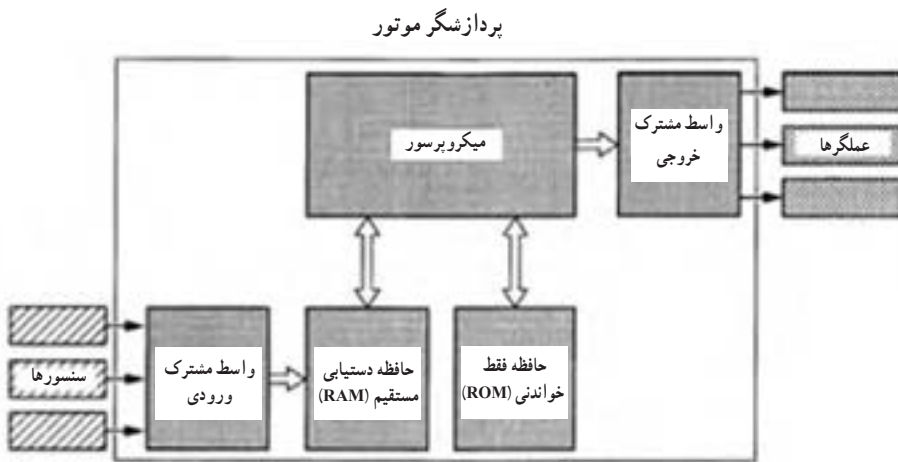 پردازشگر موتور
میکروپرسور
واسط مشترک
خروجی
عملگرها
سنسورها
واسط مشترک
ورودی
حافظه دستیابی
مستقیم (RAM)
حافظه فقط
خواندنی (ROM)